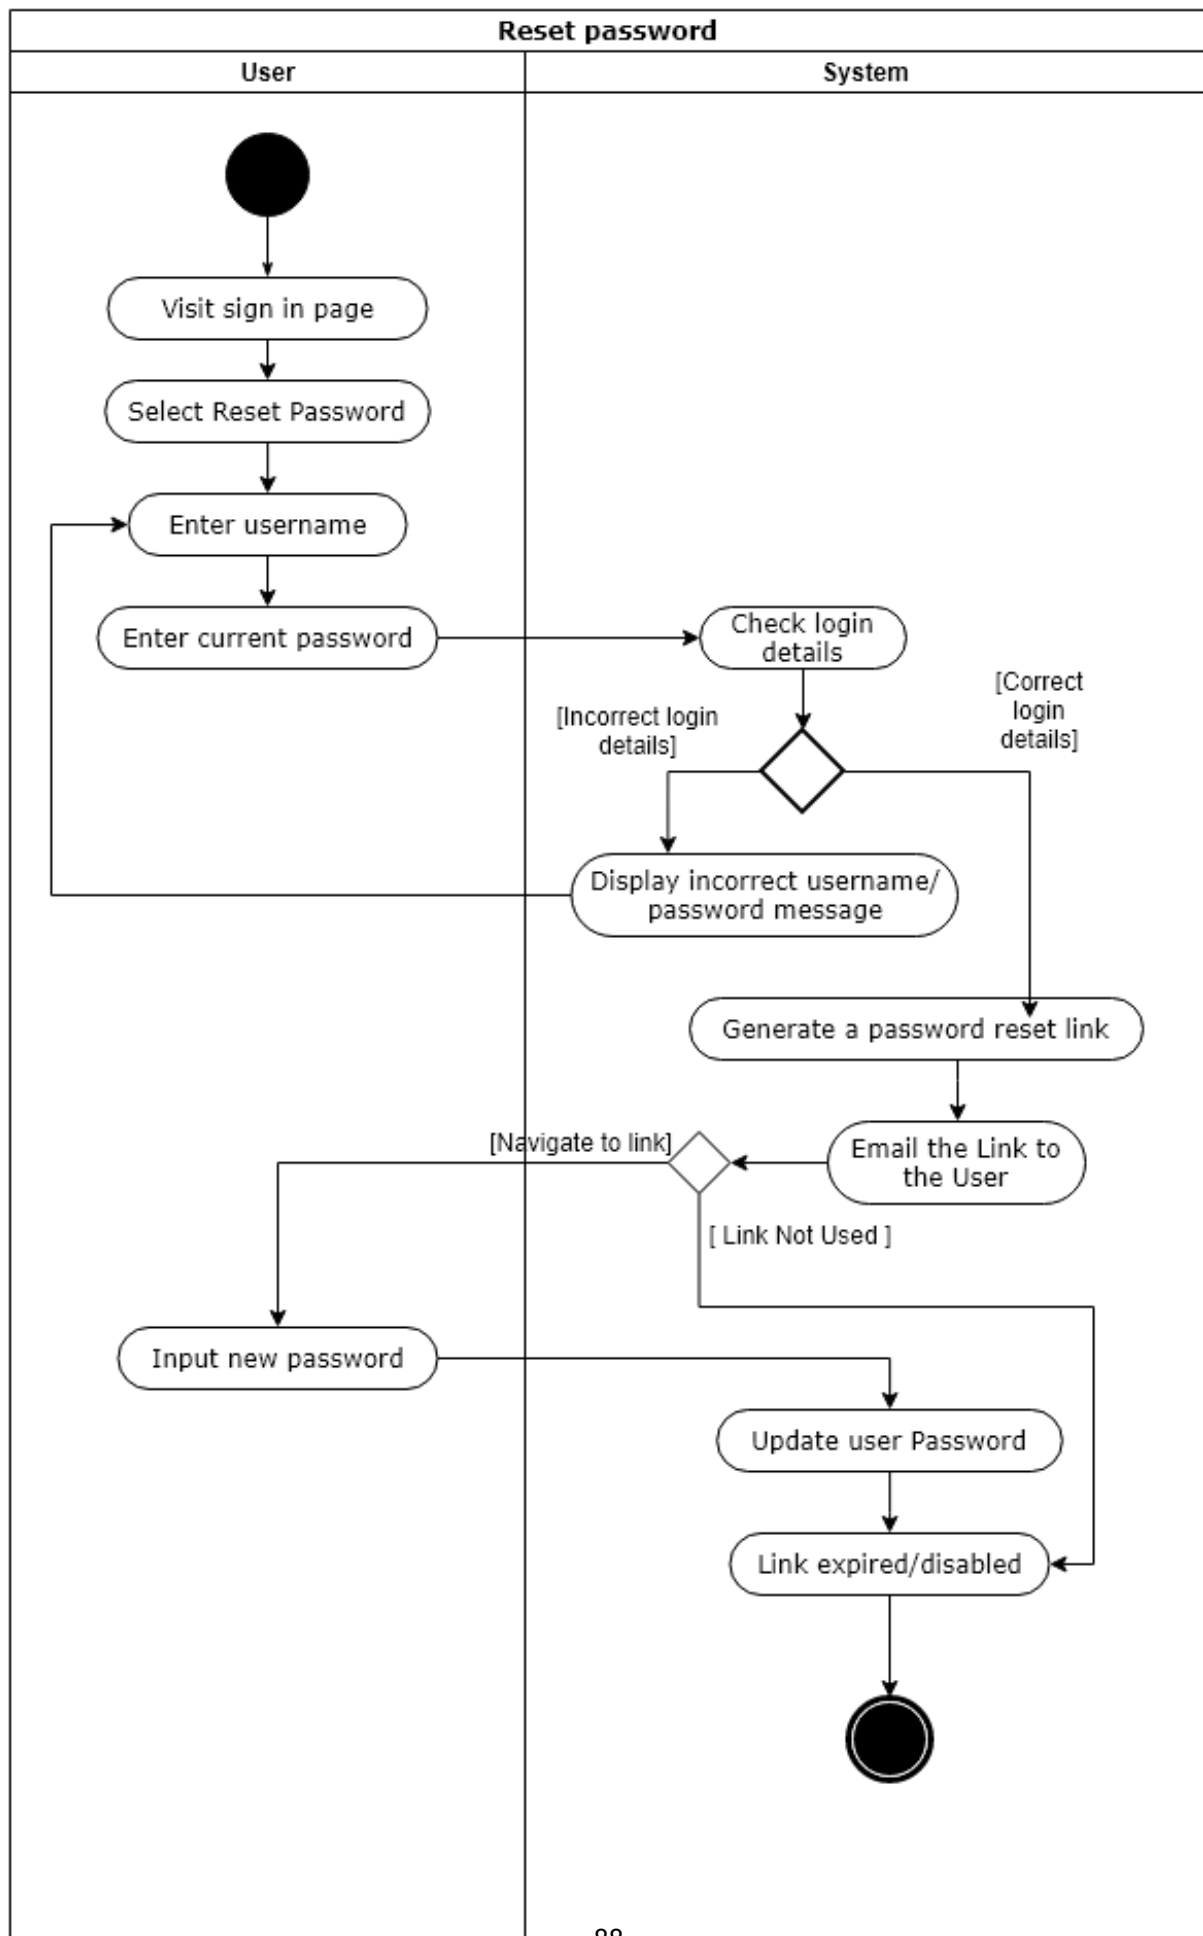 Reset password
User
System
Visit sign in page
Select Reset Password
Enter username
Enter current password
Check login
details
[Incorrect login
details]
[Correct
login
details]
Display incorrect username/
password message
Generate a password reset link
Email the Link to
the User
[Navigate to link]
[ Link Not Used ]
Input new password
Update user Password
Link expired/disabled